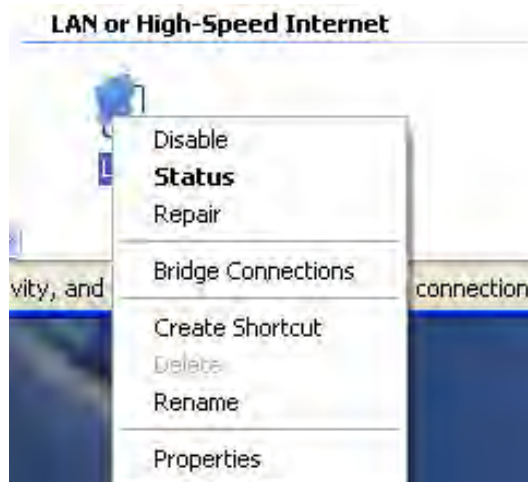 LAN or High-Speed Internet
Disable
Status
Repair
Bridge Connections
vity, and
connection
Create Shortcut
Delete
Rename
Properties